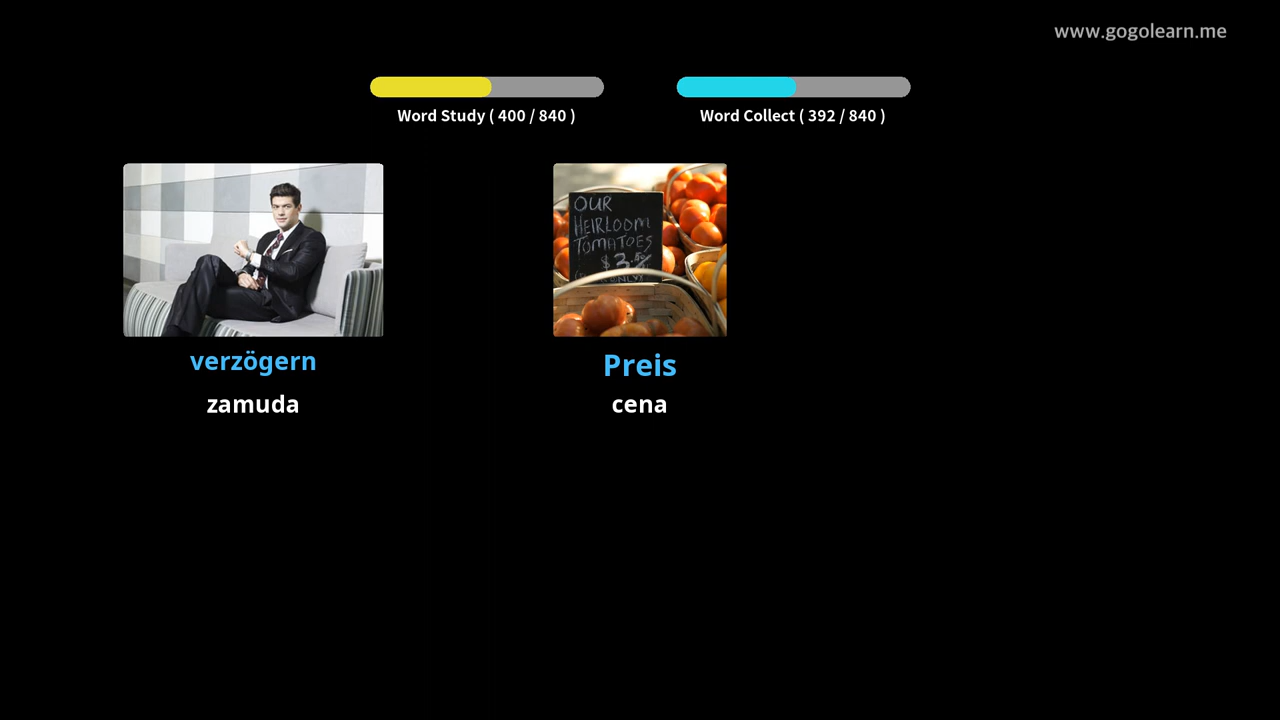 www.gogolearn.me
Word Study ( 400 / 840 )
Word Collect ( 392 / 840 )
OUR
HEIRLOOM
TOMATOES
verzögern
Preis
zamuda
cena